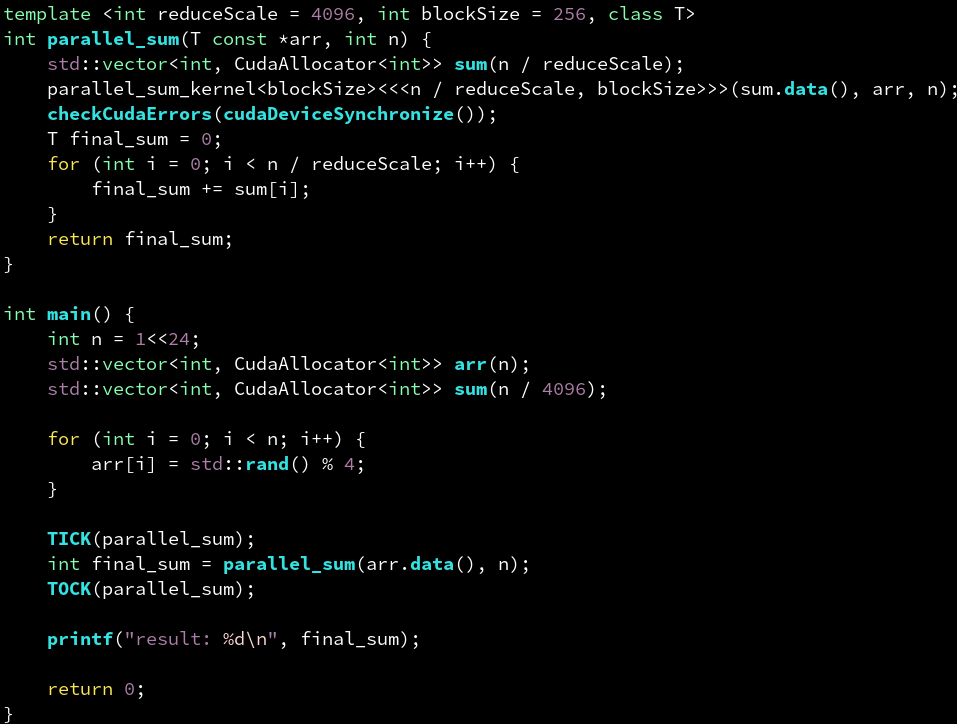 template <int reduceScale = 4096, int blockSize = 256, class T>
int parallel_sum(T const *arr, int n) {
    std::vector<int, CudaAllocator<int>> sum(n / reduceScale);
    parallel_sum_kernel<blockSize><<<n / reduceScale, blockSize>>>(sum.data(), arr, n);
    checkCudaErrors(cudaDeviceSynchronize());
    T final_sum = 0;
    for (int i = 0; i < n / reduceScale; i++) {
        final_sum += sum[i];
    }
    return final_sum;
}

int main() {
    int n = 1<<24;
    std::vector<int, CudaAllocator<int>> arr(n);
    std::vector<int, CudaAllocator<int>> sum(n / 4096);

    for (int i = 0; i < n; i++) {
        arr[i] = std::rand() % 4;
    }

    TICK(parallel_sum);
    int final_sum = parallel_sum(arr.data(), n);
    TOCK(parallel_sum);

    printf("result: %d\n", final_sum);

    return 0;
}